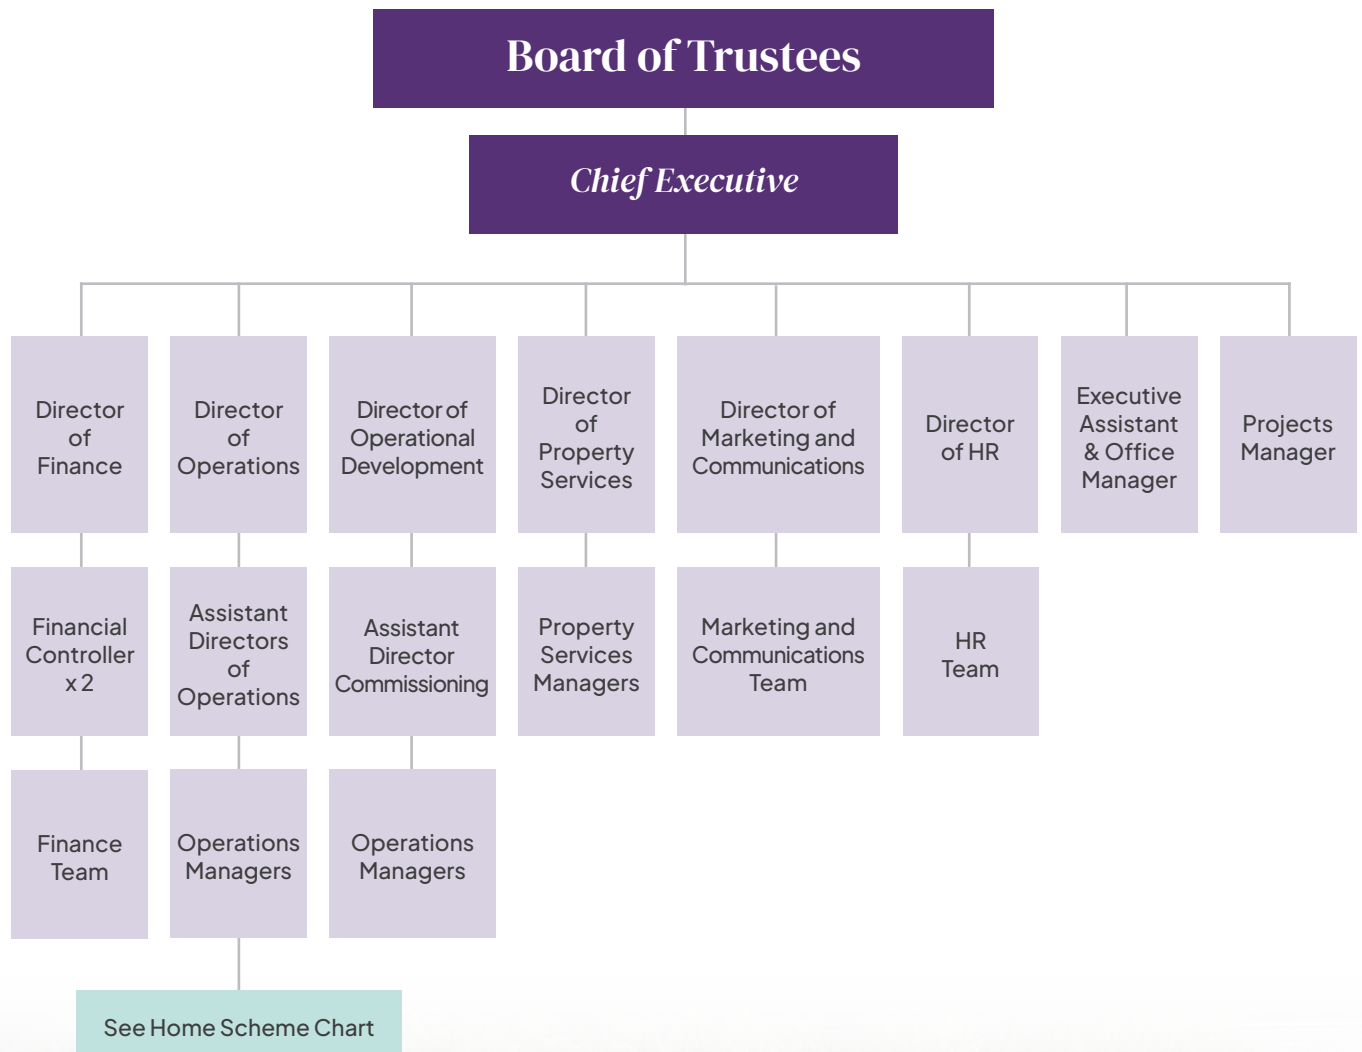 Board of Trustees
Chief Executive
Director
of
Finance
Director
of
Operations
Director of
Operational
Development
Director
of
Property
Services
Director of
Marketing and
Communications
Director
of HR
Executive
Assistant
& Office
Manager
Projects
Manager
Financial
Controller
x 2
Assistant
Directors
of
Operations
Assistant
Director
Commissioning
Property
Services
Managers
Marketing and
Communications
Team
HR
Team
Finance
Team
Operations
Managers
Operations
Managers
See Home Scheme Chart